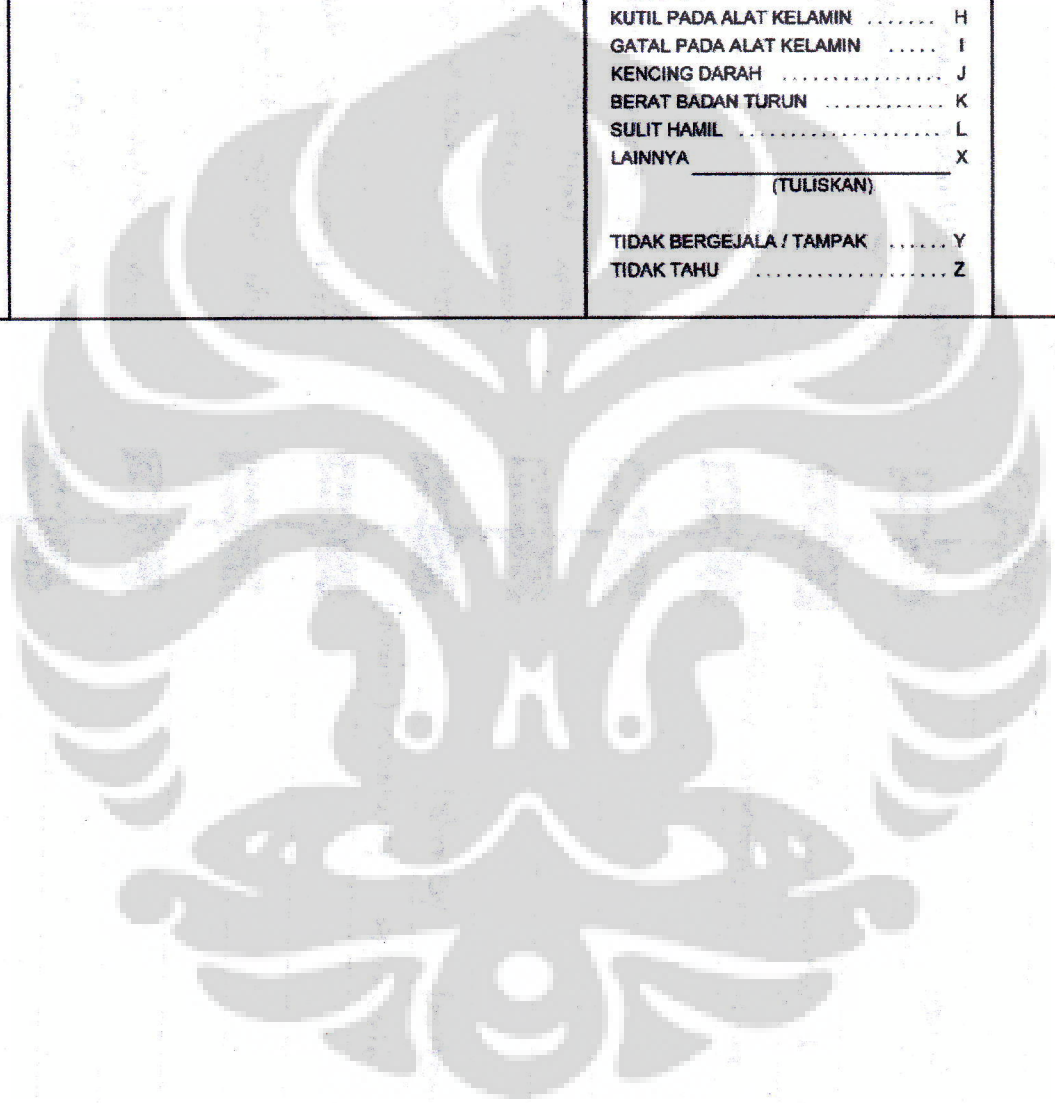 KUTIL PADA ALAT KELAMIN ....... H
GATAL PADA ALAT KELAMIN ..... I
KENCING DARAH ................ J
BERAT BADAN TURUN ............ K
SULIT HAMIL .................... L
LAINNYA ____________________ X
(TULISKAN)
TIDAK BERGEJALA / TAMPAK ...... Y
TIDAK TAHU ................... Z